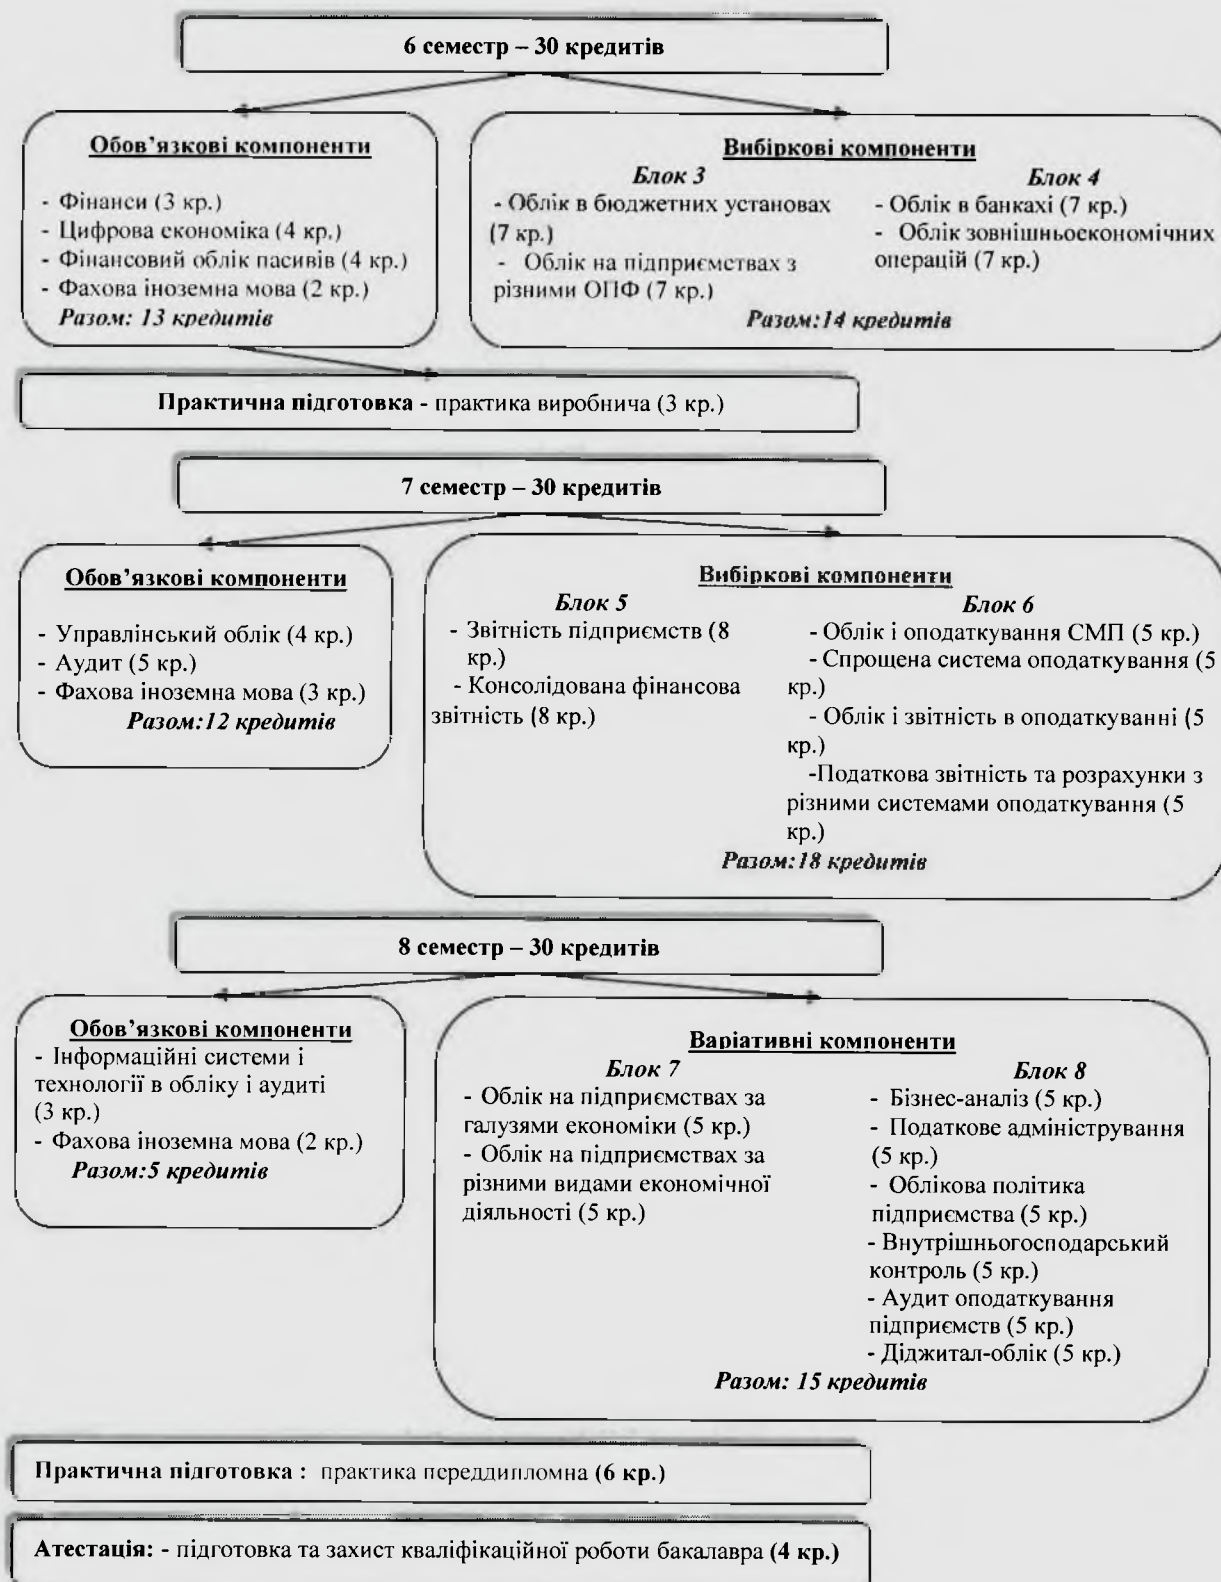 6 семестр – 30 кредитів
Обов’язкові компоненти
- Фінанси (3 кр.)
- Цифрова економіка (4 кр.)
- Фінансовий облік пасивів (4 кр.)
- Фахова іноземна мова (2 кр.)
Разом: 13 кредитів
Вибіркові компоненти
Блок 3
- Облік в бюджетних установах
(7 кр.)
- Облік на підприємствах з
різними ОПФ (7 кр.)
Блок 4
- Облік в банкахі (7 кр.)
- Облік зовнішньоекономічних
операцій (7 кр.)
Разом:14 кредитів
Практична підготовка - практика виробнича (3 кр.)
7 семестр – 30 кредитів
Обов’язкові компоненти
- Управлінський облік (4 кр.)
- Аудит (5 кр.)
- Фахова іноземна мова (3 кр.)
Разом:12 кредитів
Вибіркові компоненти
Блок 5
- Звітність підприємств (8
кр.)
- Консолідована фінансова
звітність (8 кр.)
Блок 6
- Облік і оподаткування СМП (5 кр.)
- Спрощена система оподаткування (5
кр.)
- Облік і звітність в оподаткуванні (5
кр.)
-Податкова звітність та розрахунки з
різними системами оподаткування (5
кр.)
Разом:18 кредитів
8 семестр – 30 кредитів
Обов’язкові компоненти
- Інформаційні системи і
технології в обліку і аудиті
(3 кр.)
- Фахова іноземна мова (2 кр.)
Разом:5 кредитів
Варіативні компоненти
Блок 7
- Облік на підприємствах за
галузями економіки (5 кр.)
- Облік на підприємствах за
різними видами економічної
діяльності (5 кр.)
Блок 8
- Бізнес-аналіз (5 кр.)
- Податкове адміністрування
(5 кр.)
- Облікова політика
підприємства (5 кр.)
- Внутрішньогосподарський
контроль (5 кр.)
- Аудит оподаткування
підприємств (5 кр.)
- Діджитал-облік (5 кр.)
Разом: 15 кредитів
Практична підготовка : практика переддипломна (6 кр.)
Атестація: - підготовка та захист кваліфікаційної роботи бакалавра (4 кр.)